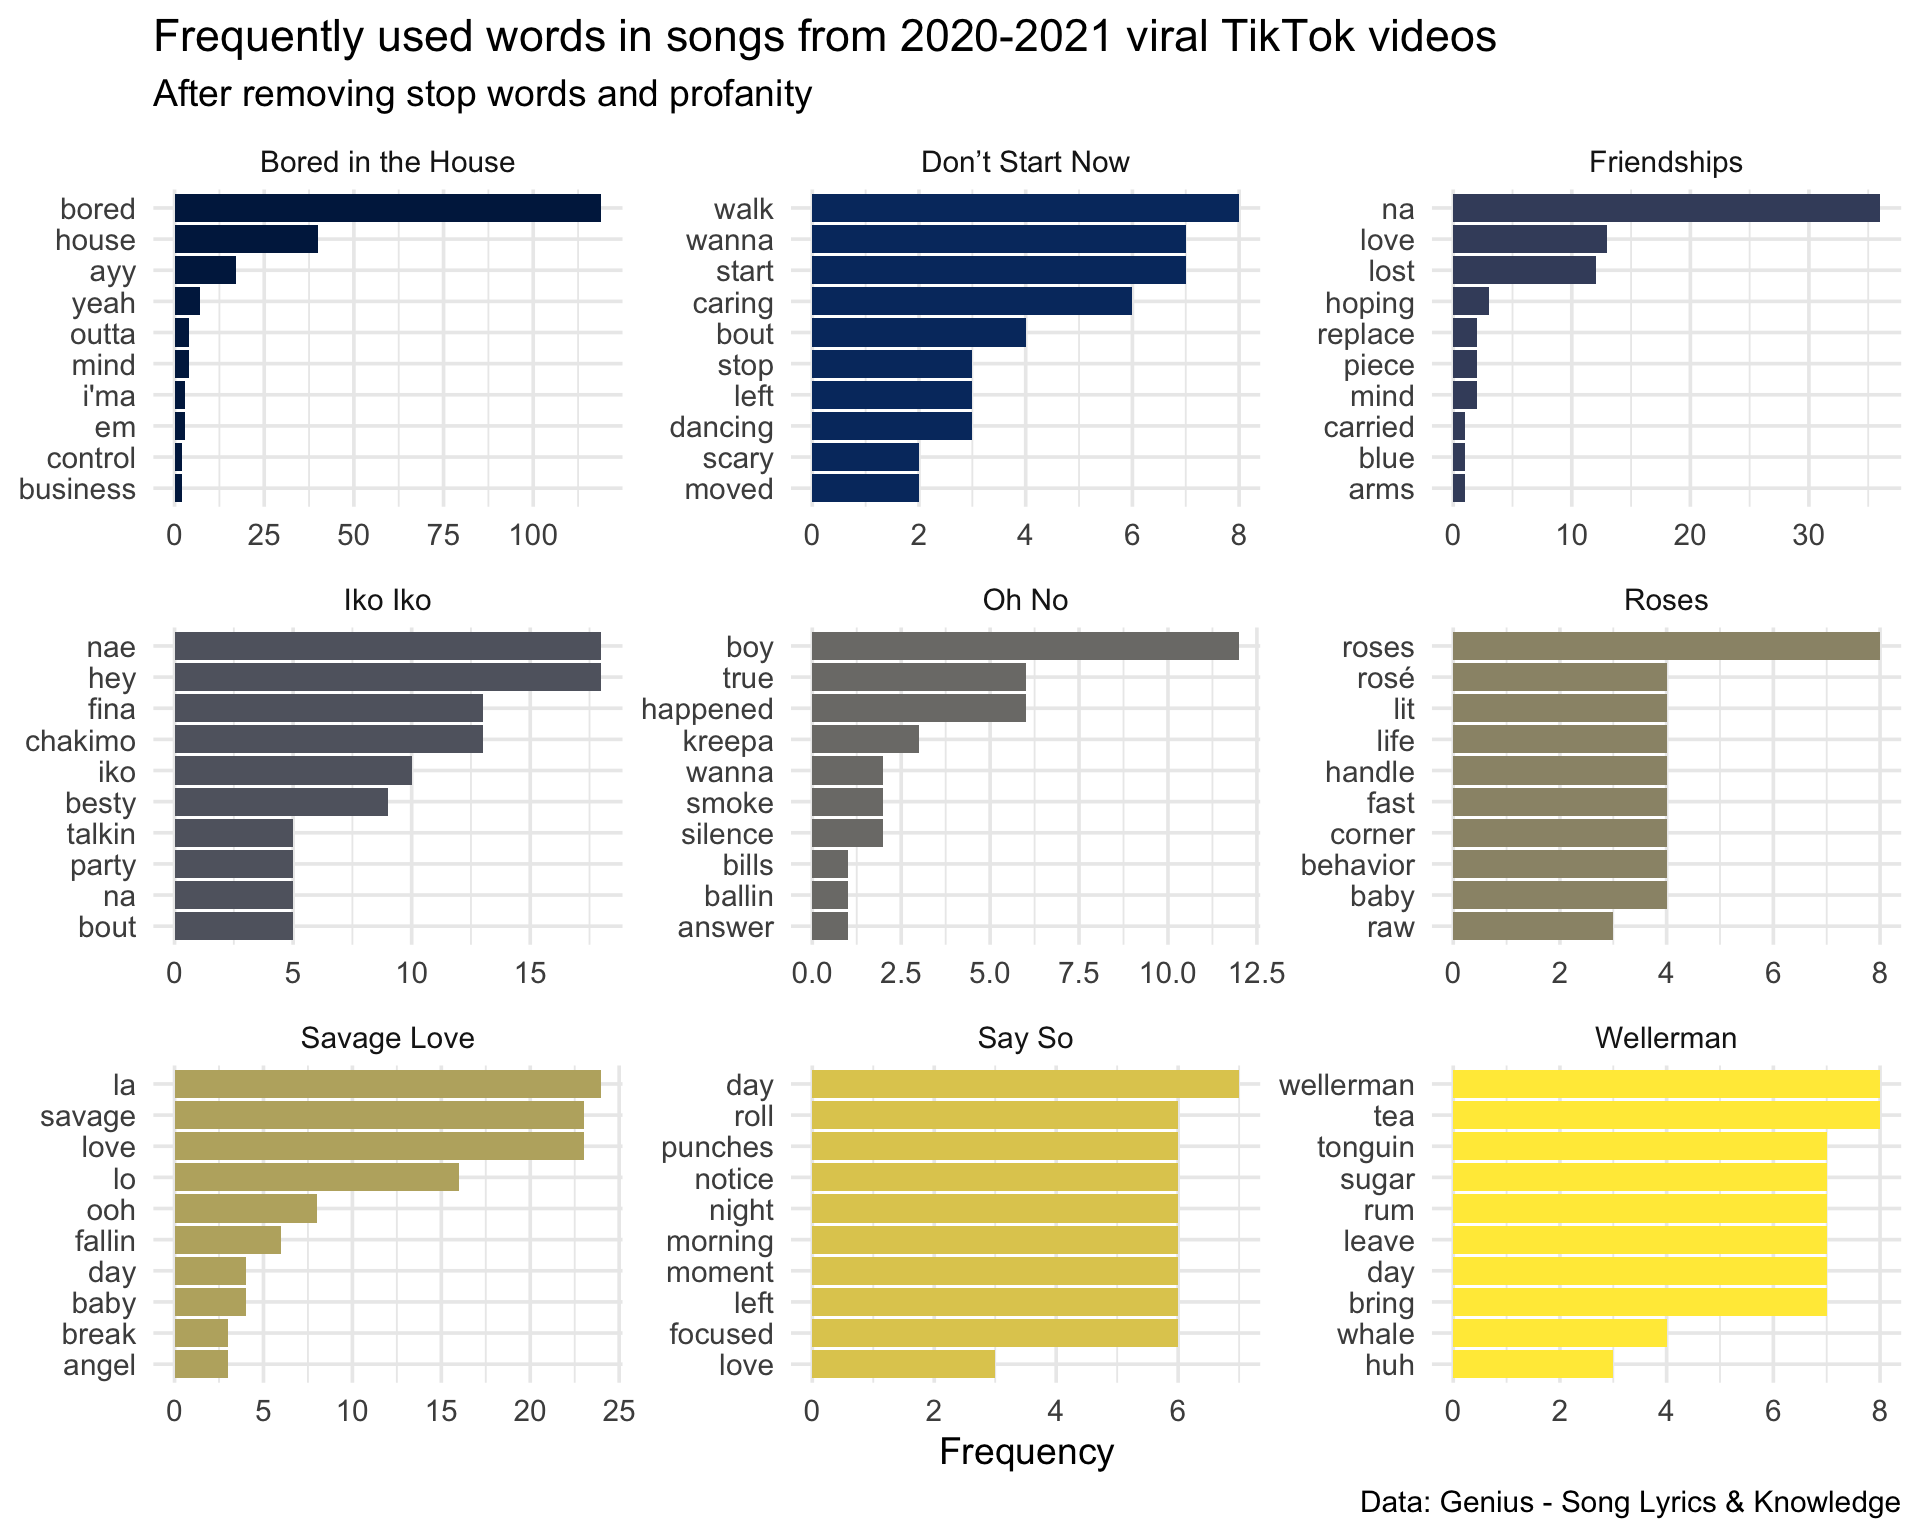 Frequently used words in songs from 2020-2021 viral TikTok videos
After removing stop words and profanity
Bored in the House
bored
house
ayy
yeah
outta
mind
i'ma
em
control
business
0 25 50 75 100
Don’t Start Now
walk
wanna
start
caring
bout
stop
left
dancing
scary
moved
0 2 4 6 8
Friendships
na
love
lost
hoping
replace
piece
mind
carried
blue
arms
0 10 20 30
Iko Iko
nae
hey
fina
chakimo
iko
besty
talkin
party
na
bout
0 5 10 15
Oh No
boy
true
happened
kreepa
wanna
smoke
silence
bills
ballin
answer
0.0 2.5 5.0 7.5 10.0 12.5
Roses
roses
rosé
lit
life
handle
fast
corner
behavior
baby
raw
0 2 4 6 8
Savage Love
la
savage
love
lo
ooh
fallin
day
baby
break
angel
0 5 10 15 20 25
Say So
day
roll
punches
notice
night
morning
moment
left
focused
love
0 2 4 6
Wellerman
wellerman
tea
tonguin
sugar
rum
leave
day
bring
whale
huh
0 2 4 6 8
Frequency
Data: Genius - Song Lyrics & Knowledge